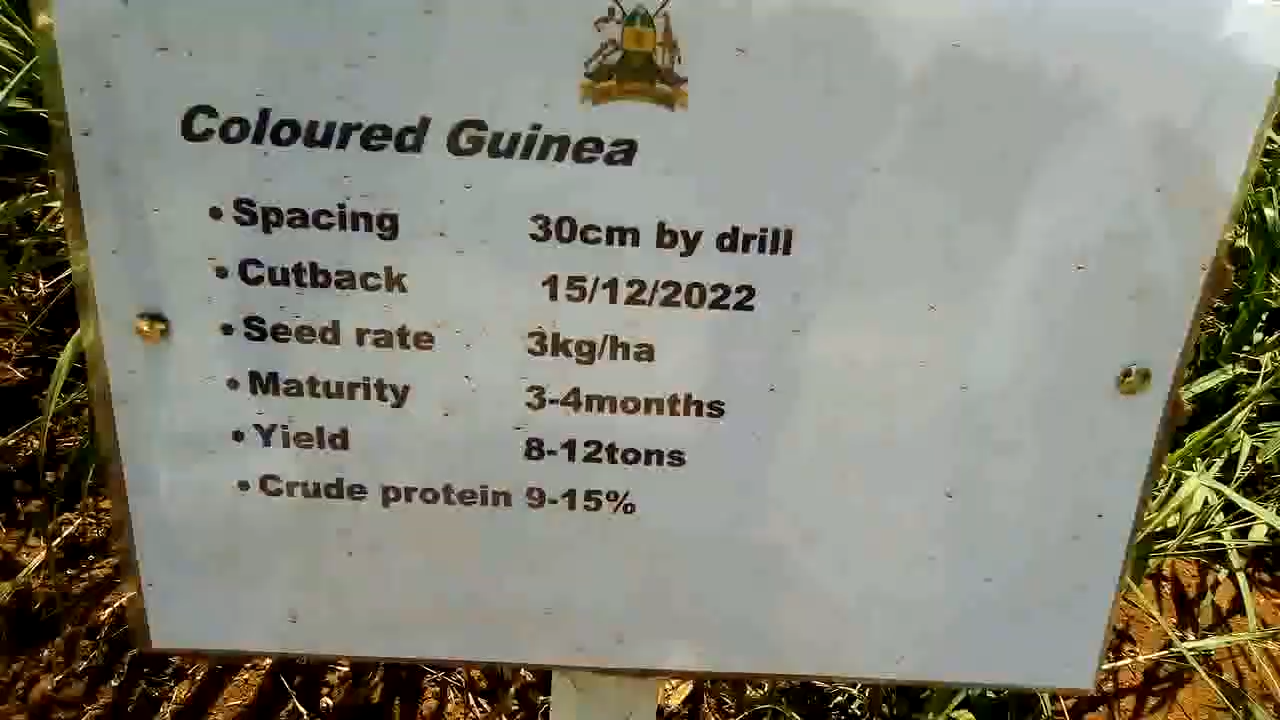 Coloured Guinea
• Spacing 30cm by drill
• Cutback 15/12/2022
• Seed rate 3kg/ha
• Maturity 3-4months
• Yield 8-12tons
• Crude protein 9-15%